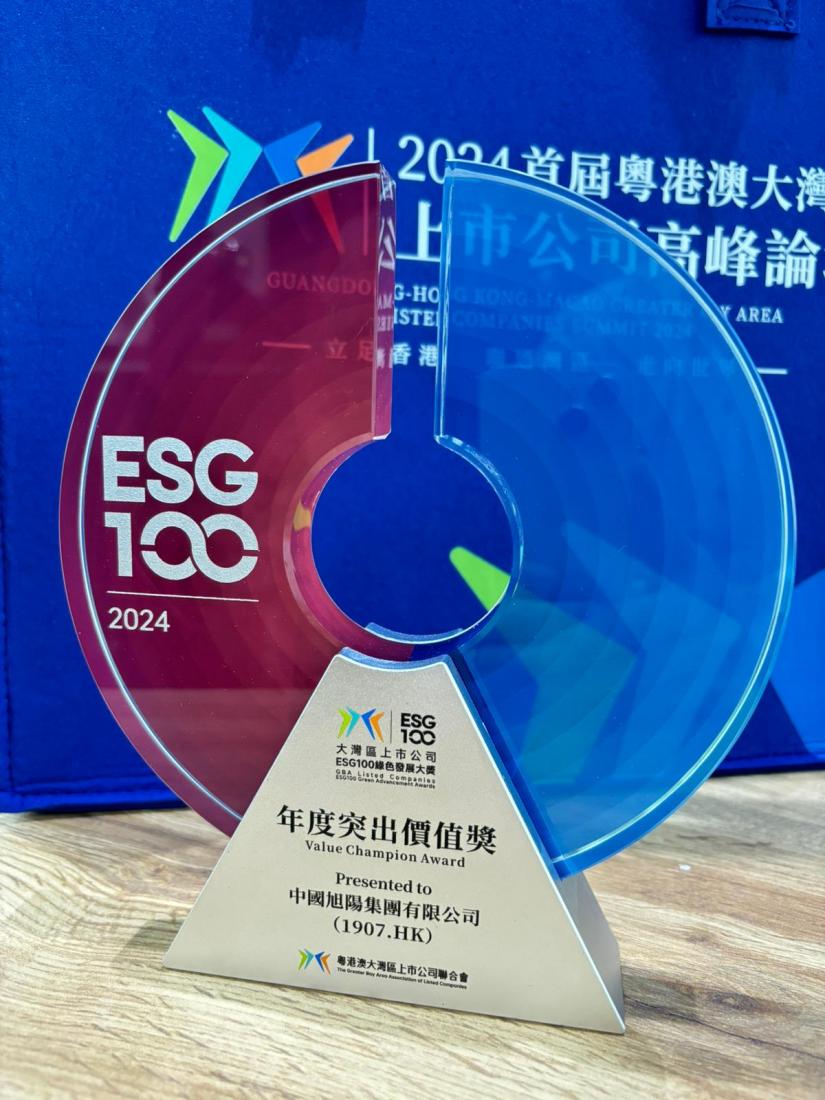 2024首屆粵港澳大灣
上市公司高峰論
GUANGDONG-HONG KONG-MACAO GREATER BAY AREA
LISTED COMPANIES SUMMIT 2024
立足香港
ESG
100
2024
ESG
100
大灣區上市公司
ESG100綠色發展大獎
GBA Listed Companies
ESG100 Green Advancement Awards
年度突出價值獎
Value Champion Award
Presented to
中國旭陽集團有限公司
(1907.HK)
粵港澳大灣區上市公司聯合會
The Greater Bay Area Association of Listed Companies